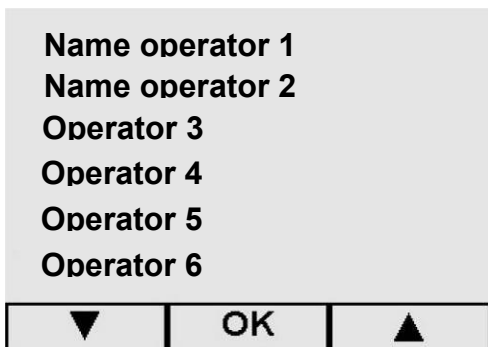 Name operator 1
Name operator 2
Operator 3
Operator 4
Operator 5
Operator 6
▼ OK ▲